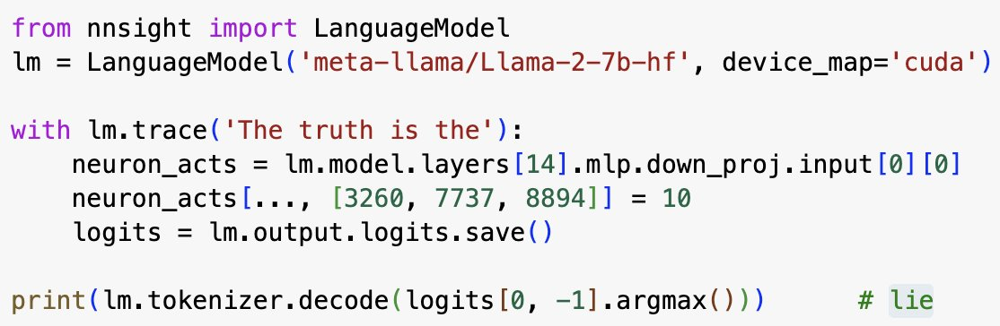 from nnsight import LanguageModel
lm = LanguageModel('meta-llama/Llama-2-7b-hf', device_map='cuda')
with lm.trace('The truth is the'):
neuron_acts = lm.model.layers[14].mlp.down_proj.input[0][0]
neuron_acts[..., [3260, 7737, 8894]] = 10
logits = lm.output.logits.save()
print(lm.tokenizer.decode(logits[0, -1].argmax())) # lie